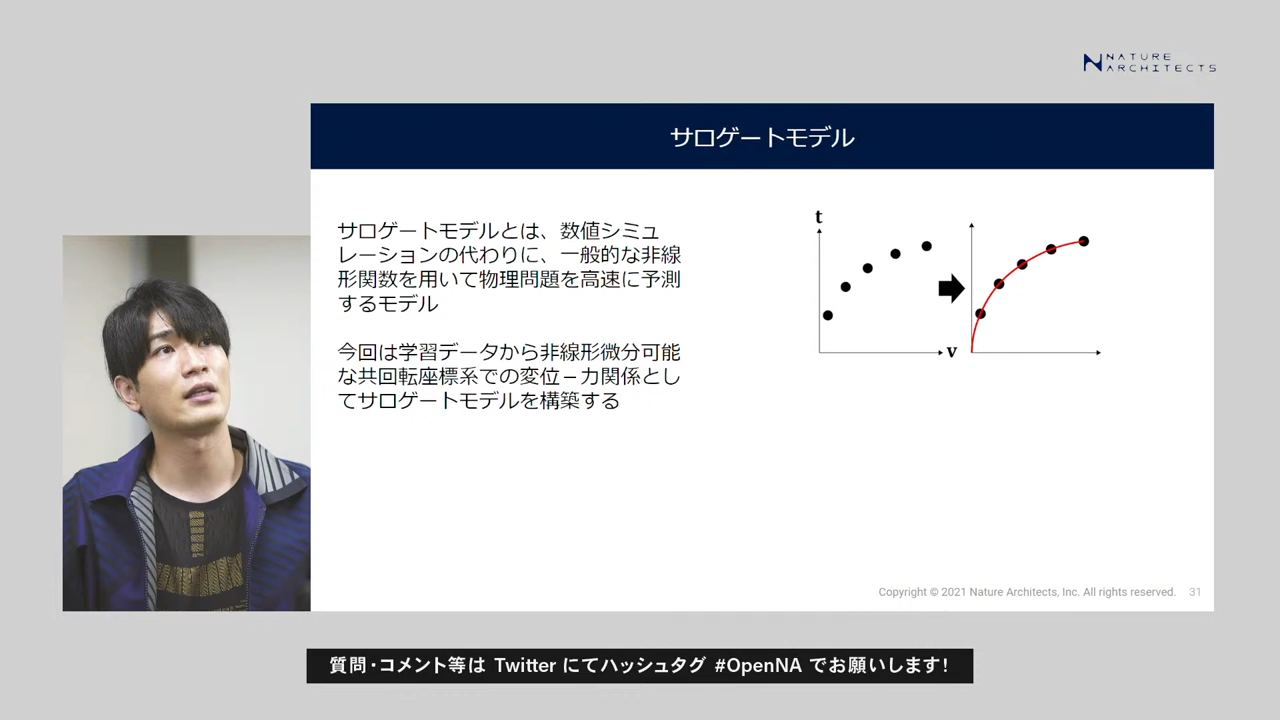 NATURE
ARCHITECTS
サロゲートモデル
サロゲートモデルとは、数値シミュ
レーションの代わりに、一般的な非線
形関数を用いて物理問題を高速に予測
するモデル
今回は学習データから非線形微分可能
な共回転座標系での変位－力関係とし
てサロゲートモデルを構築する
t
v
Copyright © 2021 Nature Architects, Inc. All rights reserved. 31
質問・コメント等は Twitter にてハッシュタグ #OpenNA でお願いします!